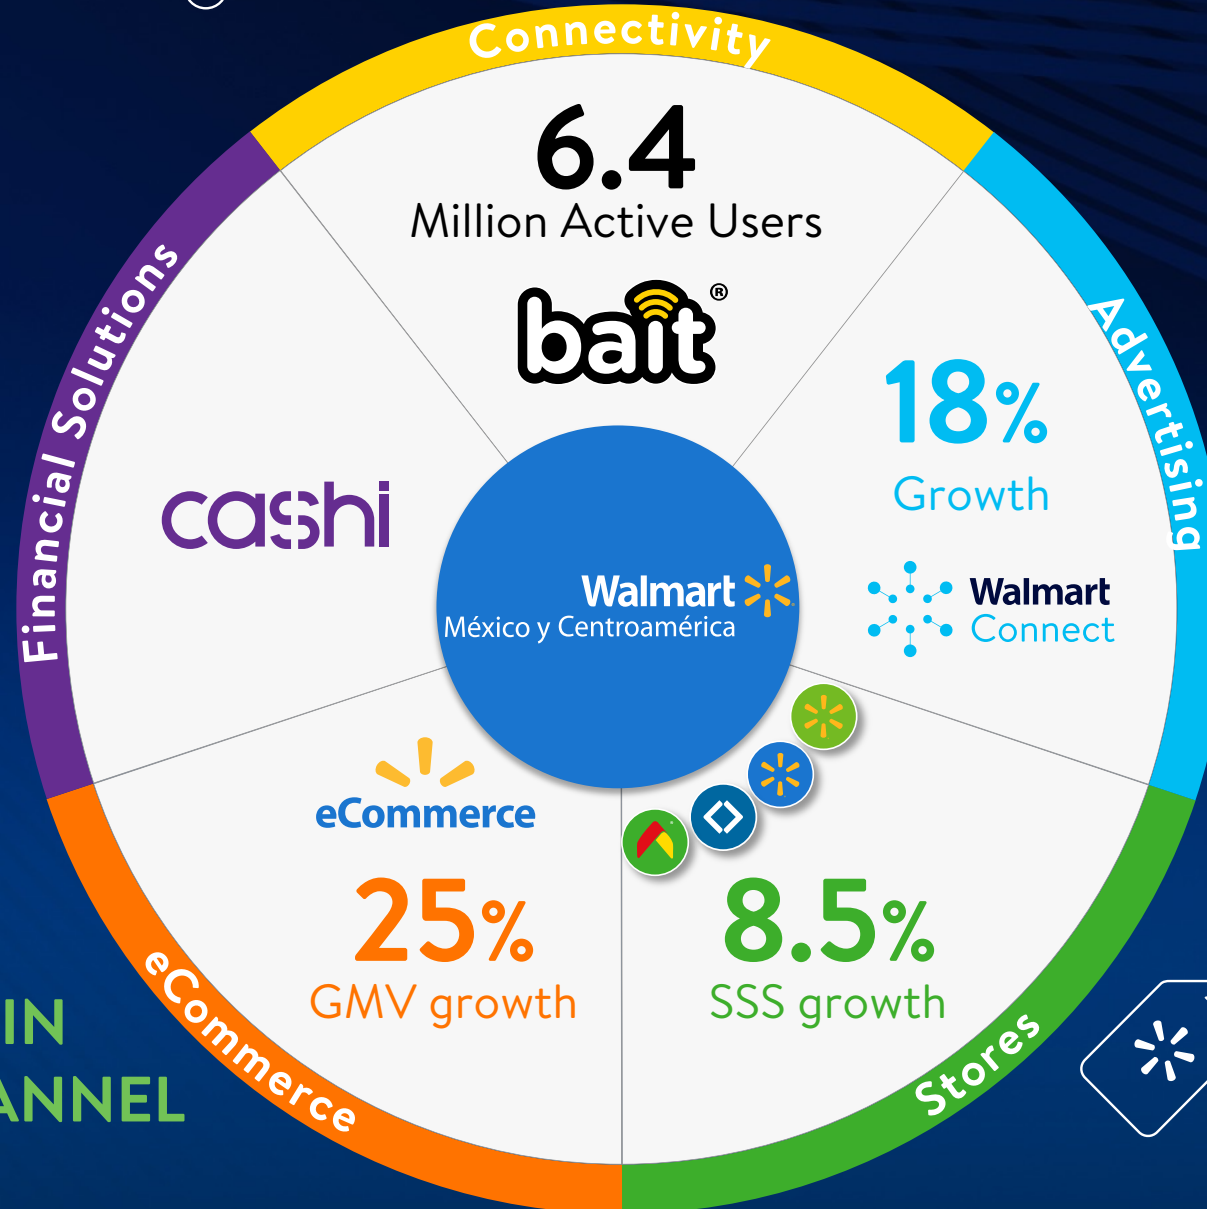 Connectivity
6.4
Million Active Users
bait®
Advertising
18%
Growth
Walmart
Connect
Financial Solutions
cashi
Walmart
México y Centroamérica
eCommerce
25%
GMV growth
eCommerce
8.5%
SSS growth
Stores
IN
ANNEL